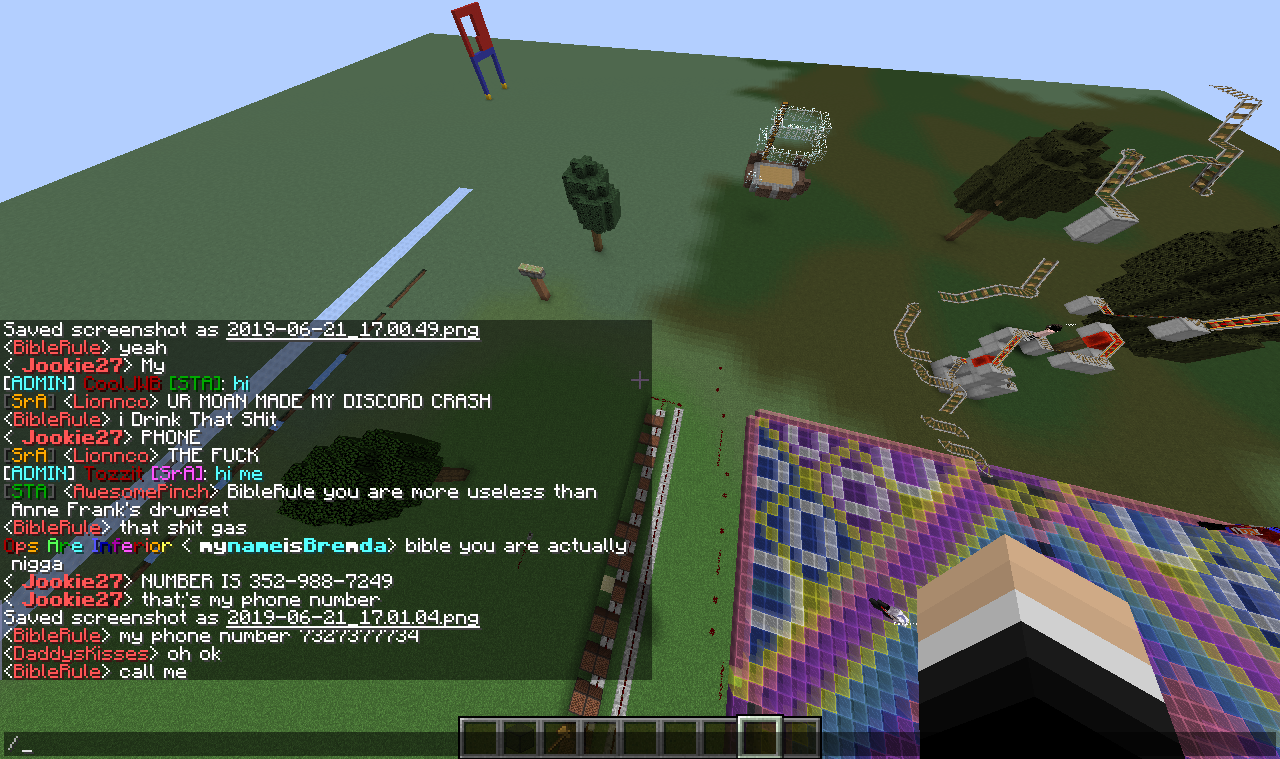 Saved screenshot as 2019-06-21_17.00.49.png
<BibleRule> yeah
< Jookie27> My
[ADMIN] CoolJWB [STA]: hi
[SrA] <Lionnco> UR MOAN MADE MY DISCORD CRASH
<BibleRule> i Drink That SHit
< Jookie27> PHONE
[SrA] <Lionnco> THE FUCK
[ADMIN] Tozzit [SrA]: hi me
[STA] <AwesomePinch> BibleRule you are more useless than
Anne Frank's drumset
<BibleRule> that shit gas
Ops Are Inferior < mynameisBrenda> bible you are actually
nigga
< Jookie27> NUMBER IS 352-988-7249
< Jookie27> that;s my phone number
Saved screenshot as 2019-06-21_17.01.04.png
<BibleRule> my phone number 7327377734
<DaddysKisses> oh ok
<BibleRule> call me
/_